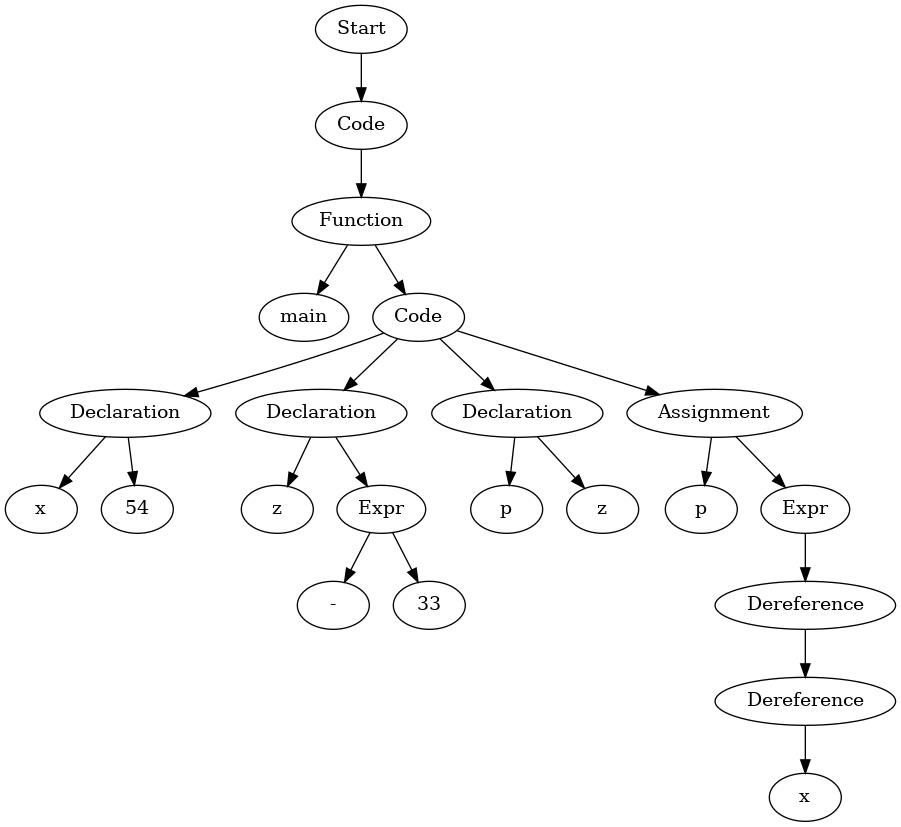 Start
Code
Function
main
Code
Declaration
Declaration
Declaration
Assignment
x
54
z
Expr
p
z
p
Expr
-
33
Dereference
Dereference
x